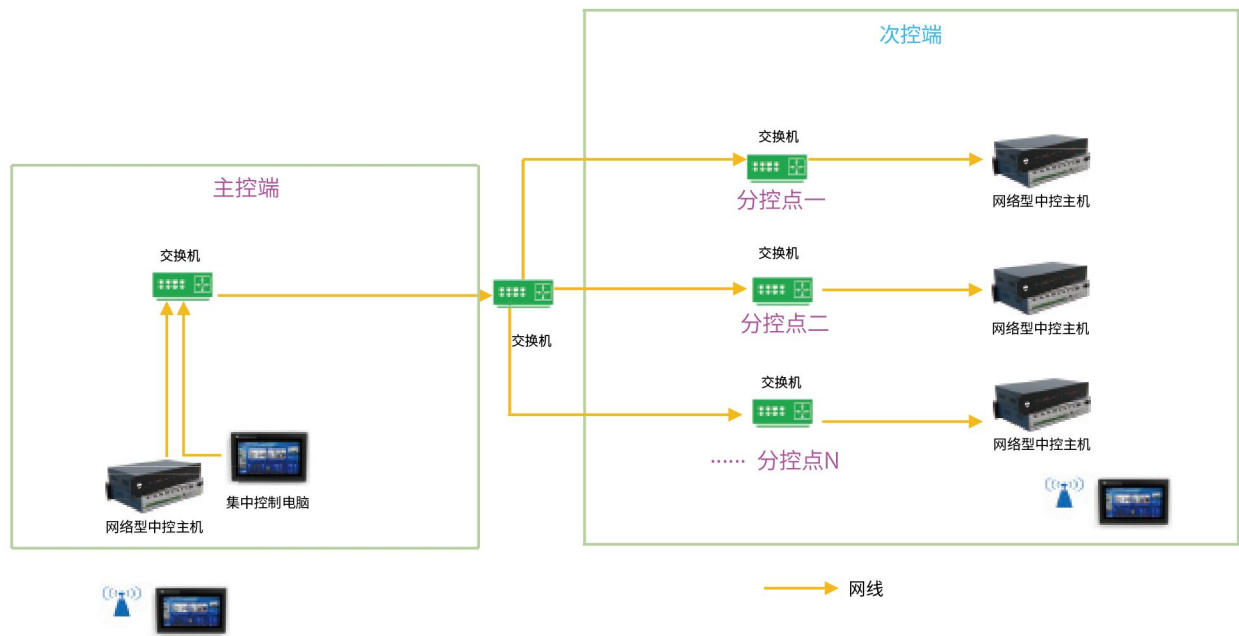 次控端
交换机
分控点一
网络型中控主机
主控端
交换机
交换机
分控点二
网络型中控主机
交换机
交换机
网络型中控主机
…… 分控点N
集中控制电脑
网络型中控主机
网线